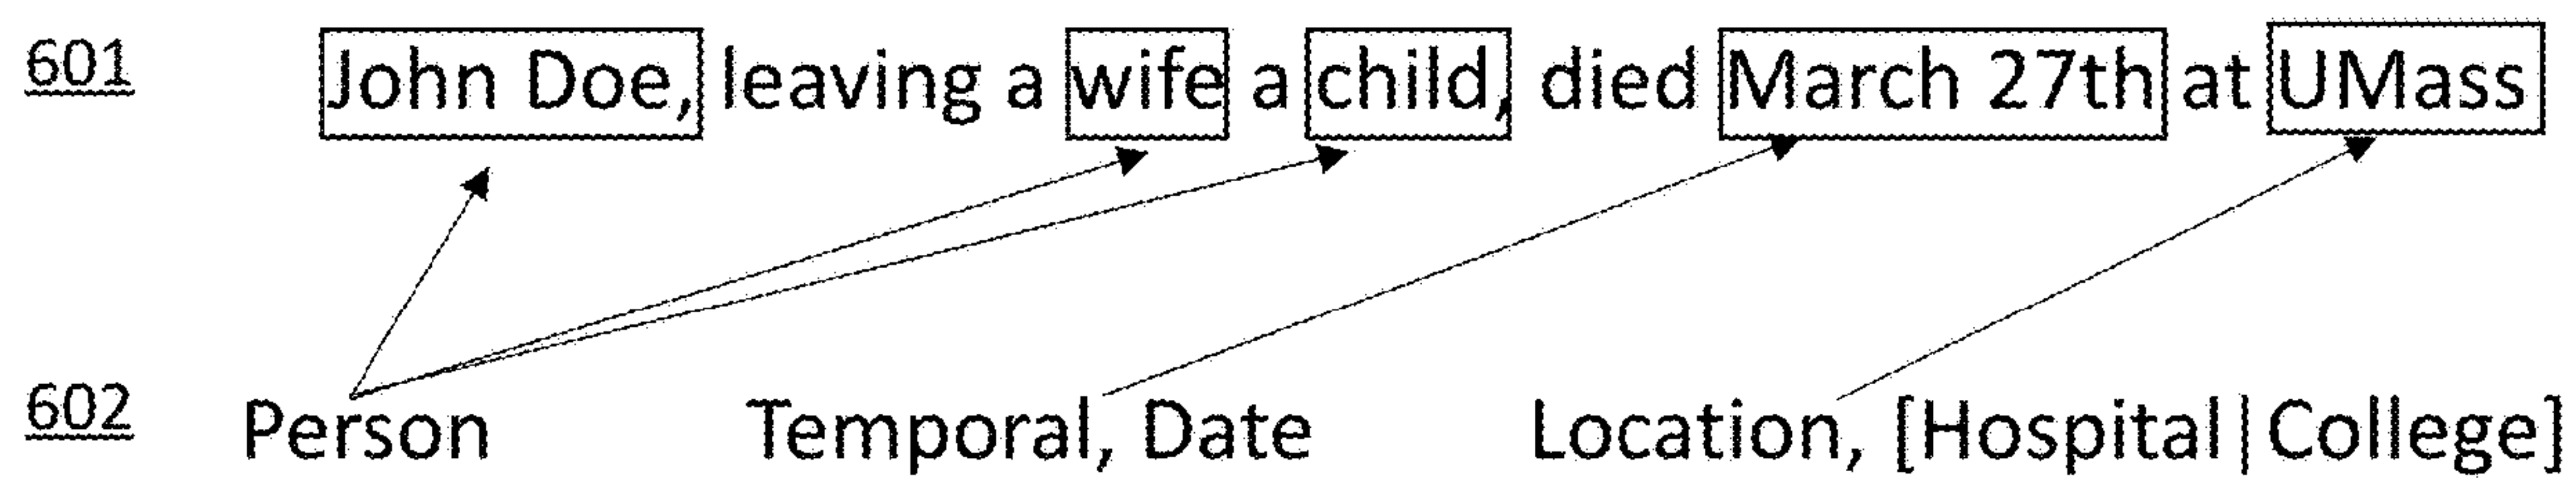 601 John Doe, leaving a wife a child, died March 27th at UMass
602 Person Temporal, Date Location, [Hospital|College]